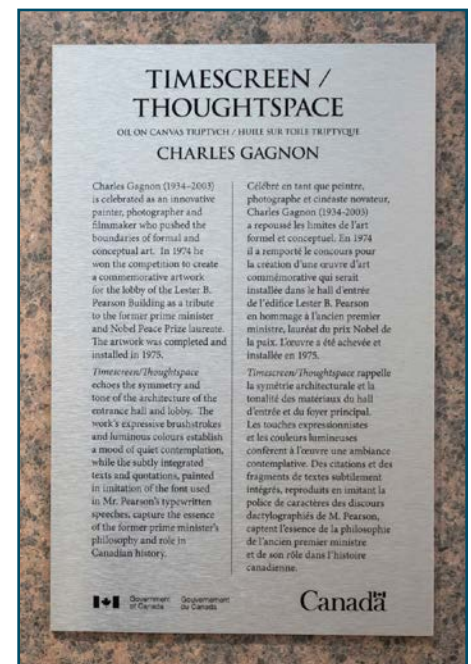 TIMESCREEN /
THOUGHTSPACE
OIL ON CANVAS TRIPTYCH / HUILE SUR TOILE TRIPTYQUE
CHARLES GAGNON
Charles Gagnon (1934–2003)
is celebrated as an innovative
painter, photographer and
filmmaker who pushed the
boundaries of formal and
conceptual art. In 1974 he
won the competition to create
a commemorative artwork
for the lobby of the Lester B.
Pearson Building as a tribute
to the former prime minister
and Nobel Peace Prize laureate.
The artwork was completed and
installed in 1975.
Timescreen/Thoughtspace
echoes the symmetry and
tone of the architecture of the
entrance hall and lobby. The
work's expressive brushstrokes
and luminous colours establish
a mood of quiet contemplation,
while the subtly integrated
texts and quotations, painted
in imitation of the font used
in Mr. Pearson's typewritten
speeches, capture the essence
of the former prime minister's
philosophy and role in
Canadian history.
Célébré en tant que peintre,
photographe et cinéaste novateur,
Charles Gagnon (1934-2003)
a repoussé les limites de l'art
formel et conceptuel. En 1974
il a remporté le concours pour
la création d'une œuvre d'art
commémorative qui serait
installée dans le hall d'entrée
de l'édifice Lester B. Pearson
en hommage à l'ancien premier
ministre, lauréat du prix Nobel de
la paix. L'œuvre a été achevée et
installée en 1975.
Timescreen/Thoughtspace rappelle
la symétrie architecturale et la
tonalité des matériaux du hall
d'entrée et du foyer principal.
Les touches expressionnistes
et les couleurs lumineuses
confèrent à l'œuvre une ambiance
contemplative. Des citations et des
fragments de textes subtilement
intégrés, reproduits en imitant la
police de caractères des discours
dactylographiés de M. Pearson,
captent l'essence de la philosophie
de l'ancien premier ministre
et de son rôle dans l'histoire
canadienne.
Government
of Canada
Gouvernement
du Canada
Canada